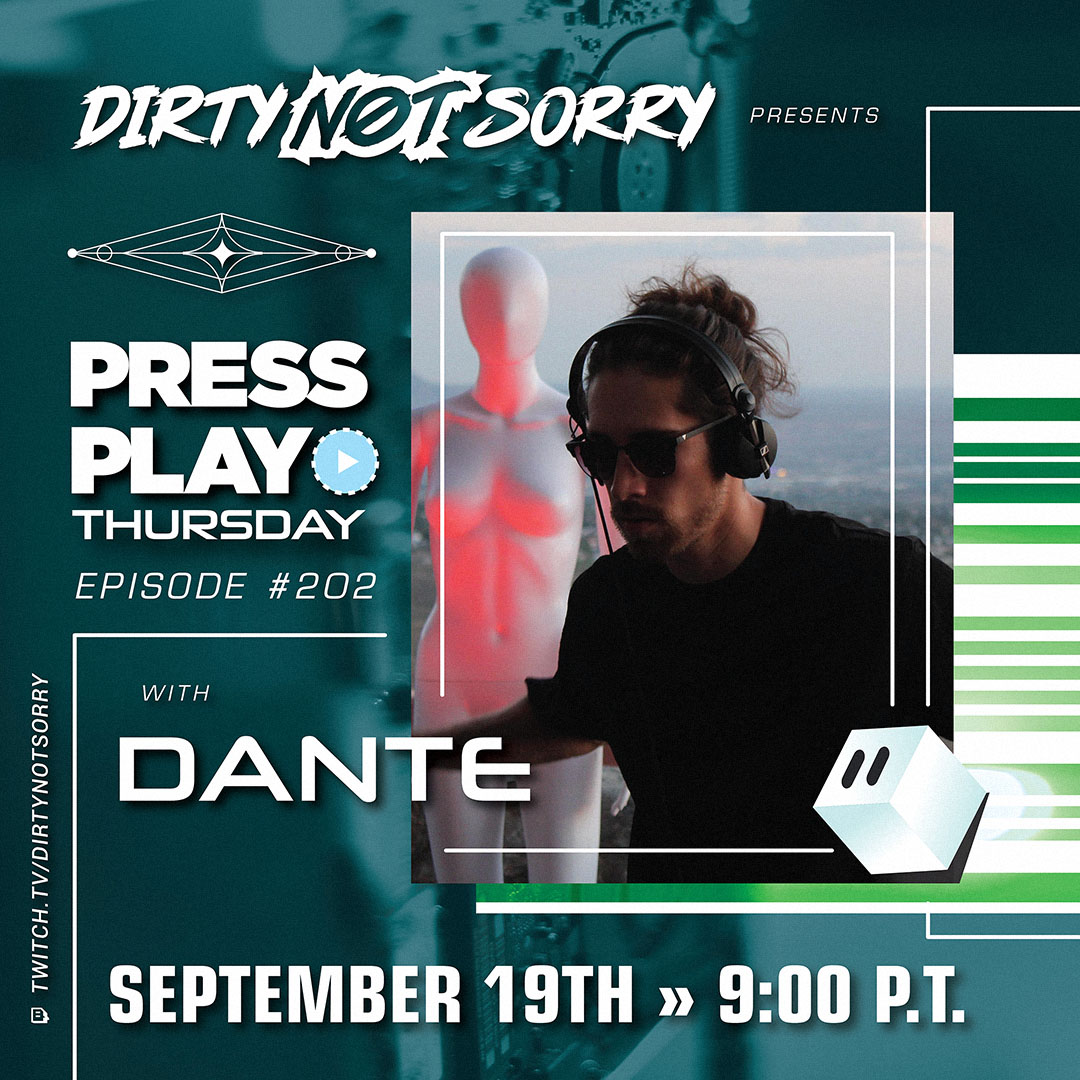 DIRTY NOT SORRY PRESENTS
PRESS
PLAY
THURSDAY
EPISODE #202
WITH
DANTE
TWITCH.TV/DIRTYNOTSORRY
SEPTEMBER 19TH » 9:00 P.T.